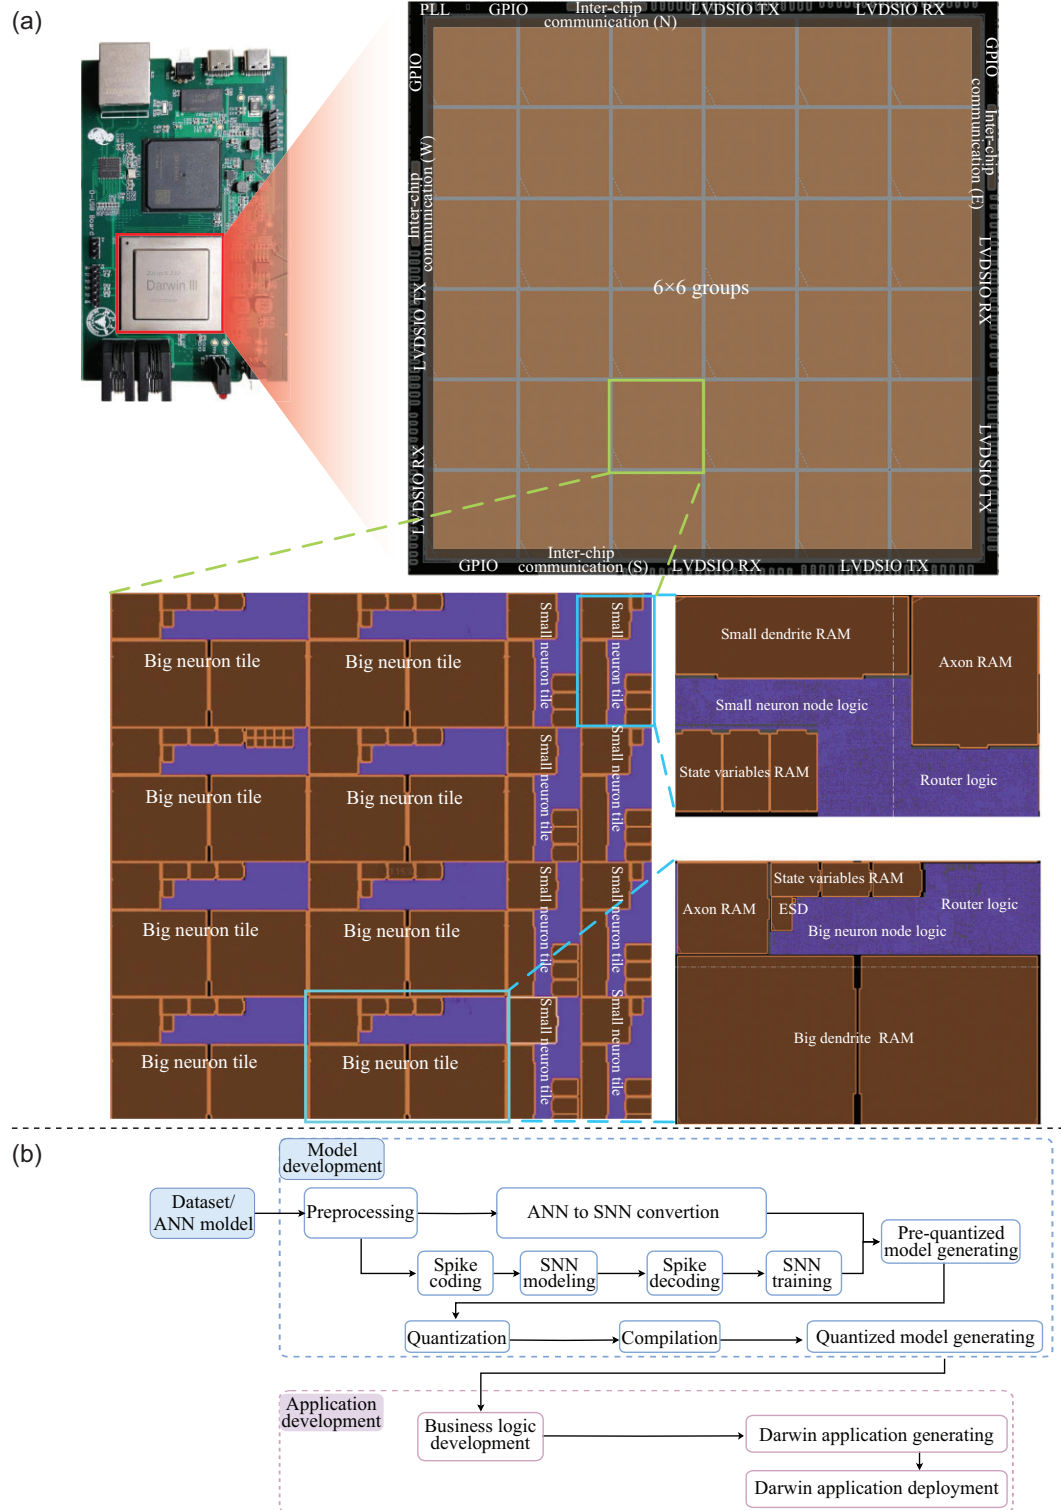 (a)
PLL
GPIO
Inter-chip
communication (N)
LVDSIO TX
LVDSIO RX
GPIO
Inter-chip
communication (W)
LVDSIO TX
LVDSIO RX
GPIO
Inter-chip
communication (E)
LVDSIO RX
LVDSIO TX
6×6 groups
GPIO
Inter-chip
communication (S)
LVDSIO RX
LVDSIO TX
D-USB Board
Darwin III
Big neuron tile
Big neuron tile
Small neuron tile
Small neuron tile
Big neuron tile
Big neuron tile
Small neuron tile
Small neuron tile
Big neuron tile
Big neuron tile
Small neuron tile
Small neuron tile
Big neuron tile
Big neuron tile
Small neuron tile
Small neuron tile
Small dendrite RAM
Axon RAM
Small neuron node logic
State variables RAM
Router logic
State variables RAM
Axon RAM
ESD
Router logic
Big neuron node logic
Big dendrite RAM
(b)
Model
development
Dataset/
ANN moldel
Preprocessing
ANN to SNN convertion
Pre-quantized
model generating
Spike
coding
SNN
modeling
Spike
decoding
SNN
training
Quantization
Compilation
Quantized model generating
Application
development
Business logic
development
Darwin application generating
Darwin application deployment